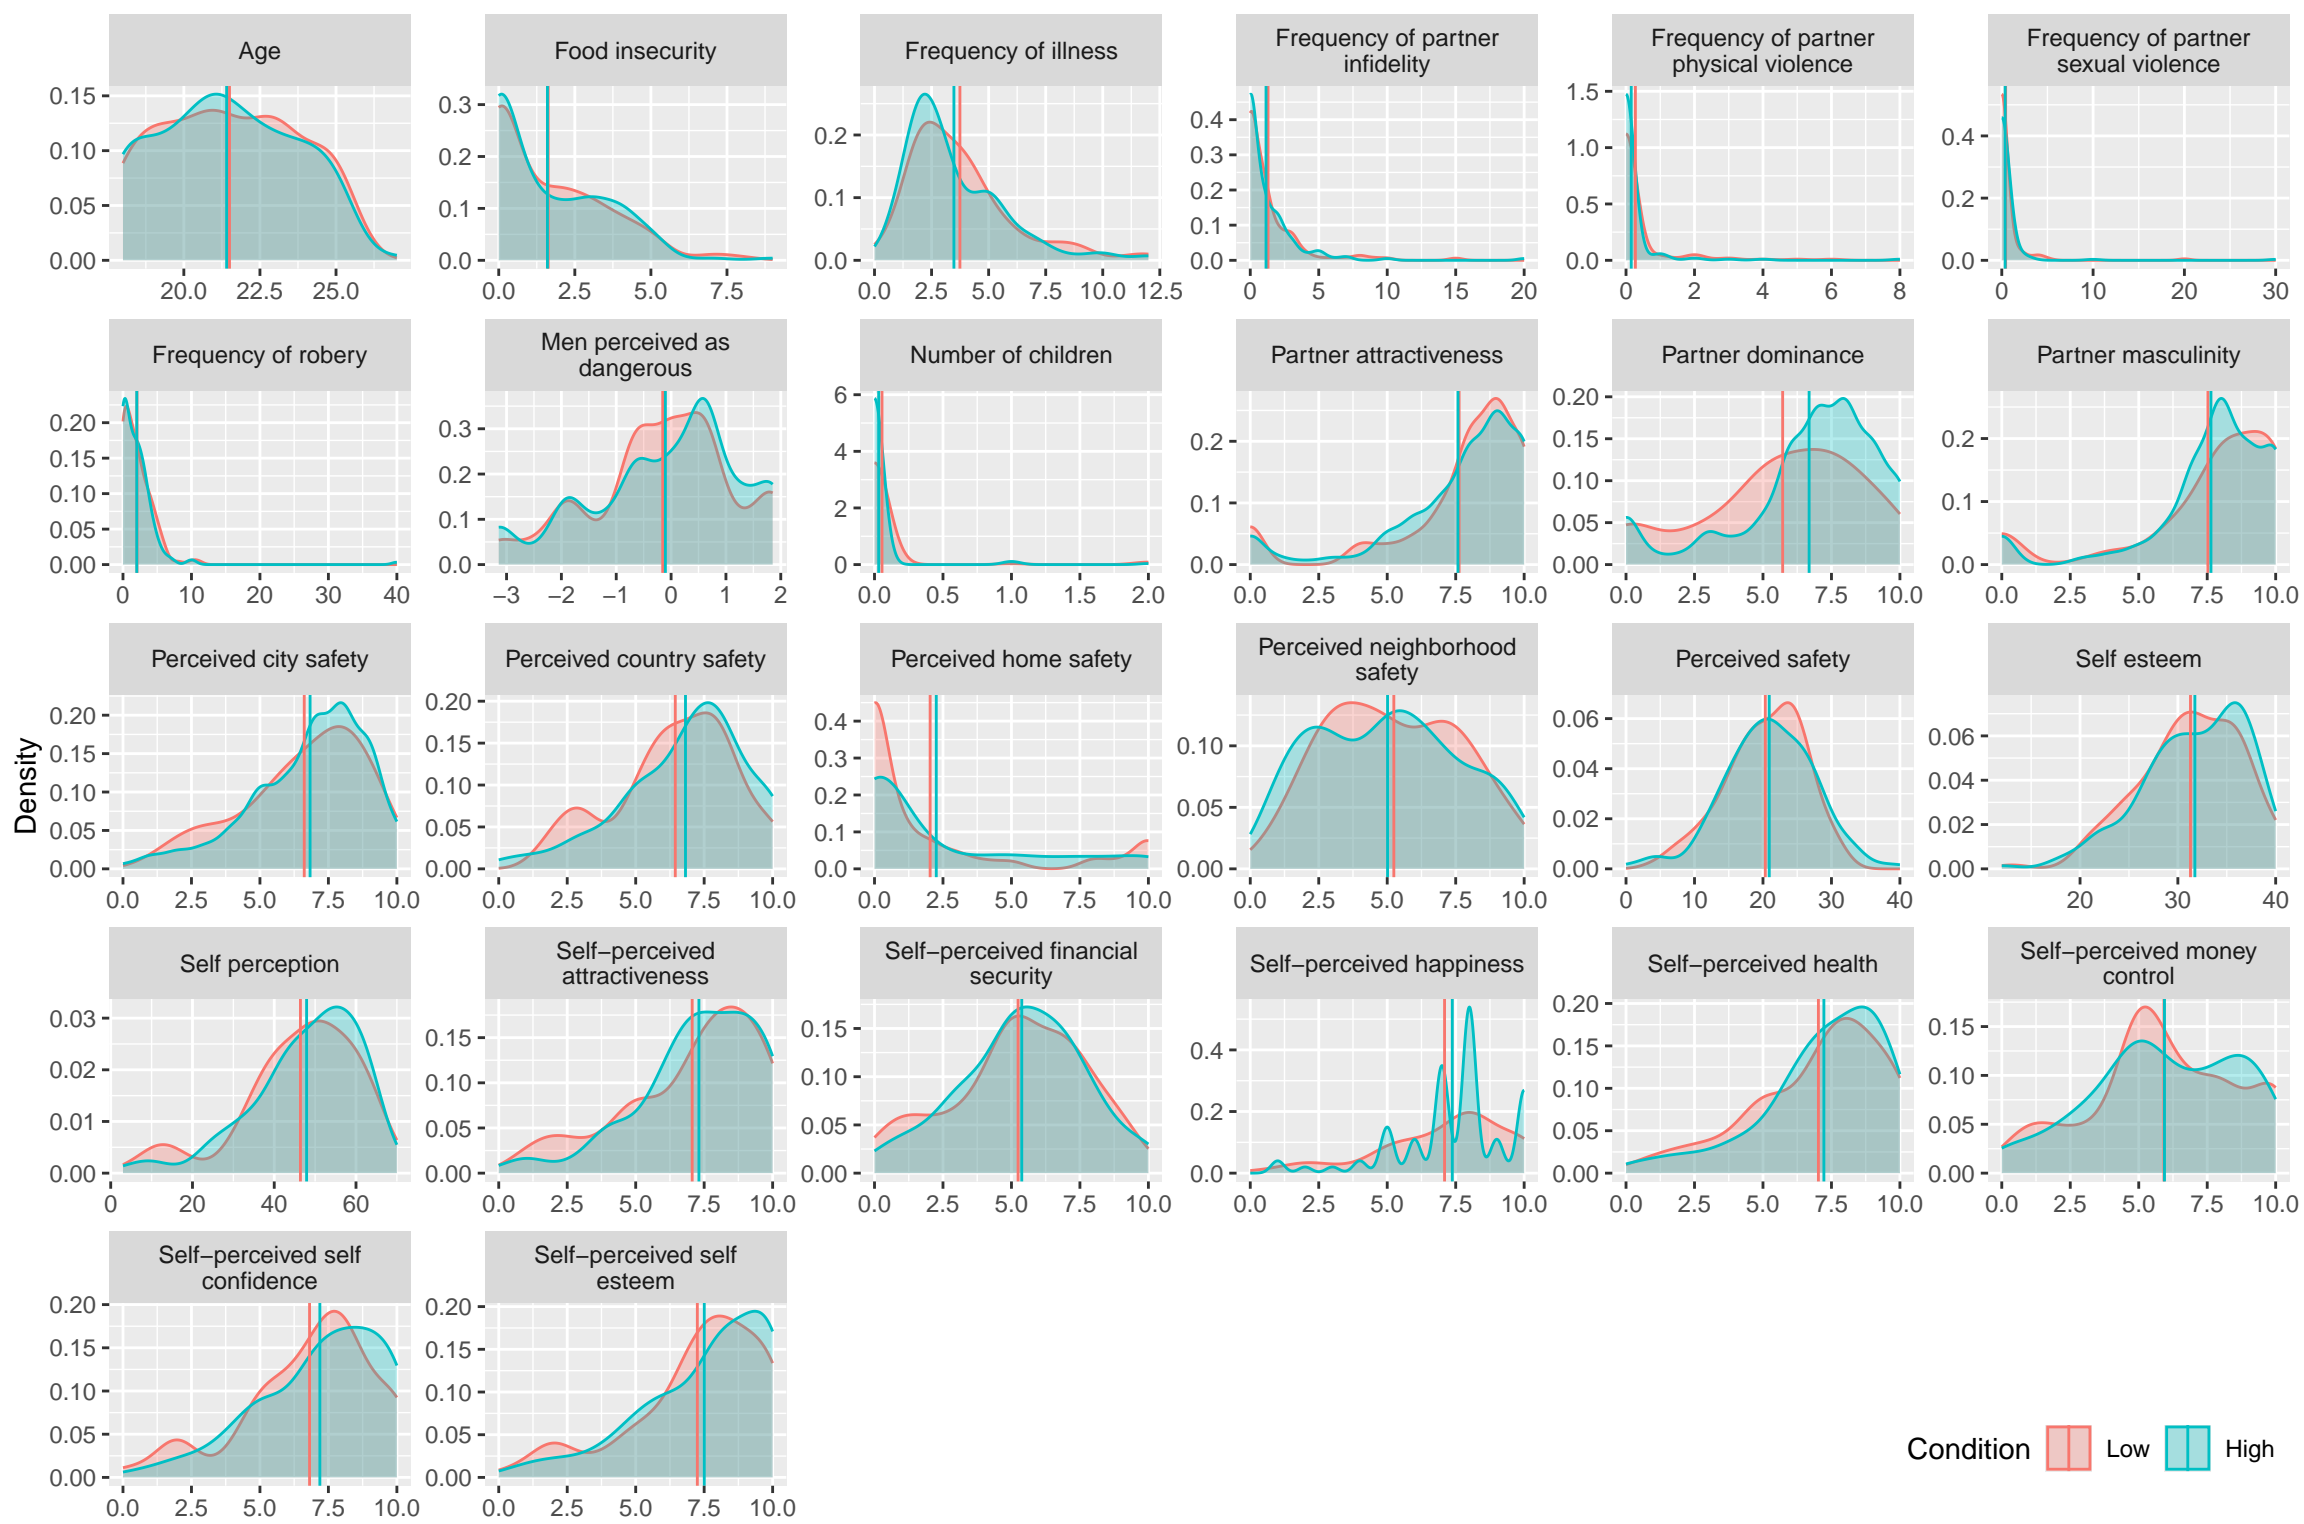 Age
Food insecurity
Frequency of illness
Frequency of partner
infidelity
Frequency of partner
physical violence
Frequency of partner
sexual violence
0.15
0.10
0.05
0.00
20.0 22.5 25.0
0.3
0.2
0.1
0.0
0.0 2.5 5.0 7.5
0.2
0.1
0.0
0.0 2.5 5.0 7.5 10.0 12.5
0.4
0.3
0.2
0.1
0.0
0 5 10 15 20
1.5
1.0
0.5
0.0
0 2 4 6 8
0.4
0.2
0.0
0 10 20 30
Frequency of robery
Men perceived as
dangerous
Number of children
Partner attractiveness
Partner dominance
Partner masculinity
0.20
0.15
0.10
0.05
0.00
0 10 20 30 40
0.3
0.2
0.1
0.0
−3 −2 −1 0 1 2
6
4
2
0
0.0 0.5 1.0 1.5 2.0
0.2
0.1
0.0
0.0 2.5 5.0 7.5 10.0
0.20
0.15
0.10
0.05
0.00
0.0 2.5 5.0 7.5 10.0
0.2
0.1
0.0
0.0 2.5 5.0 7.5 10.0
Density
Perceived city safety
Perceived country safety
Perceived home safety
Perceived neighborhood
safety
Perceived safety
Self esteem
0.20
0.15
0.10
0.05
0.00
0.0 2.5 5.0 7.5 10.0
0.20
0.15
0.10
0.05
0.00
0.0 2.5 5.0 7.5 10.0
0.4
0.3
0.2
0.1
0.0
0.0 2.5 5.0 7.5 10.0
0.10
0.05
0.00
0.0 2.5 5.0 7.5 10.0
0.06
0.04
0.02
0.00
0 10 20 30 40
0.06
0.04
0.02
0.00
20 30 40
Self perception
Self−perceived
attractiveness
Self−perceived financial
security
Self−perceived happiness
Self−perceived health
Self−perceived money
control
0.03
0.02
0.01
0.00
0 20 40 60
0.15
0.10
0.05
0.00
0.0 2.5 5.0 7.5 10.0
0.15
0.10
0.05
0.00
0.0 2.5 5.0 7.5 10.0
0.4
0.2
0.0
0.0 2.5 5.0 7.5 10.0
0.20
0.15
0.10
0.05
0.00
0.0 2.5 5.0 7.5 10.0
0.15
0.10
0.05
0.00
0.0 2.5 5.0 7.5 10.0
Self−perceived self
confidence
Self−perceived self
esteem
0.20
0.15
0.10
0.05
0.00
0.0 2.5 5.0 7.5 10.0
0.20
0.15
0.10
0.05
0.00
0.0 2.5 5.0 7.5 10.0
Condition Low High